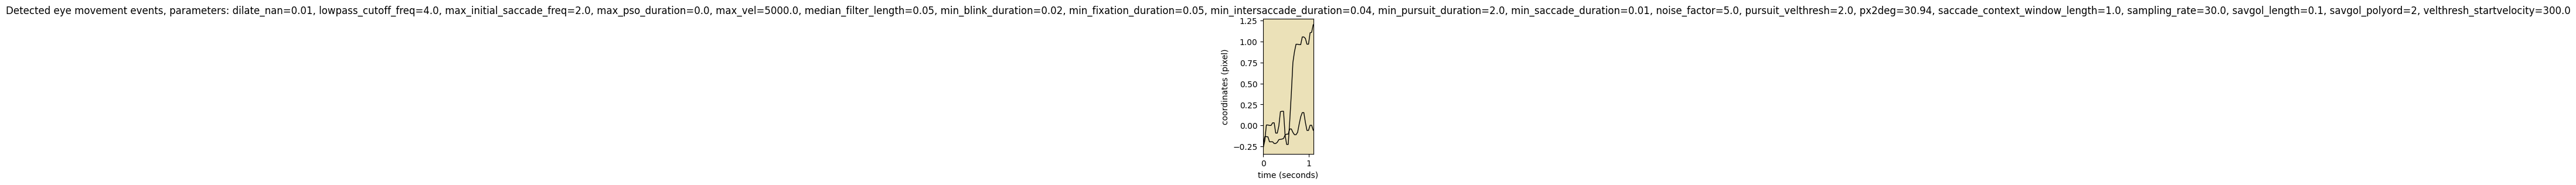 Detected eye movement events, parameters: dilate_nan=0.01, lowpass_cutoff_freq=4.0, max_initial_saccade_freq=2.0, max_pso_duration=0.0, max_vel=5000.0, median_filter_length=0.05, min_blink_duration=0.02, min_fixation_duration=0.05, min_intersaccade_duration=0.04, min_pursuit_duration=2.0, min_saccade_duration=0.01, noise_factor=5.0, pursuit_velthresh=2.0, px2deg=30.94, saccade_context_window_length=1.0, sampling_rate=30.0, savgol_length=0.1, savgol_polyord=2, velthresh_startvelocity=300.0
1.25
1.00
0.75
0.50
0.25
0.00
−0.25
coordinates (pixel)
0 1
time (seconds)